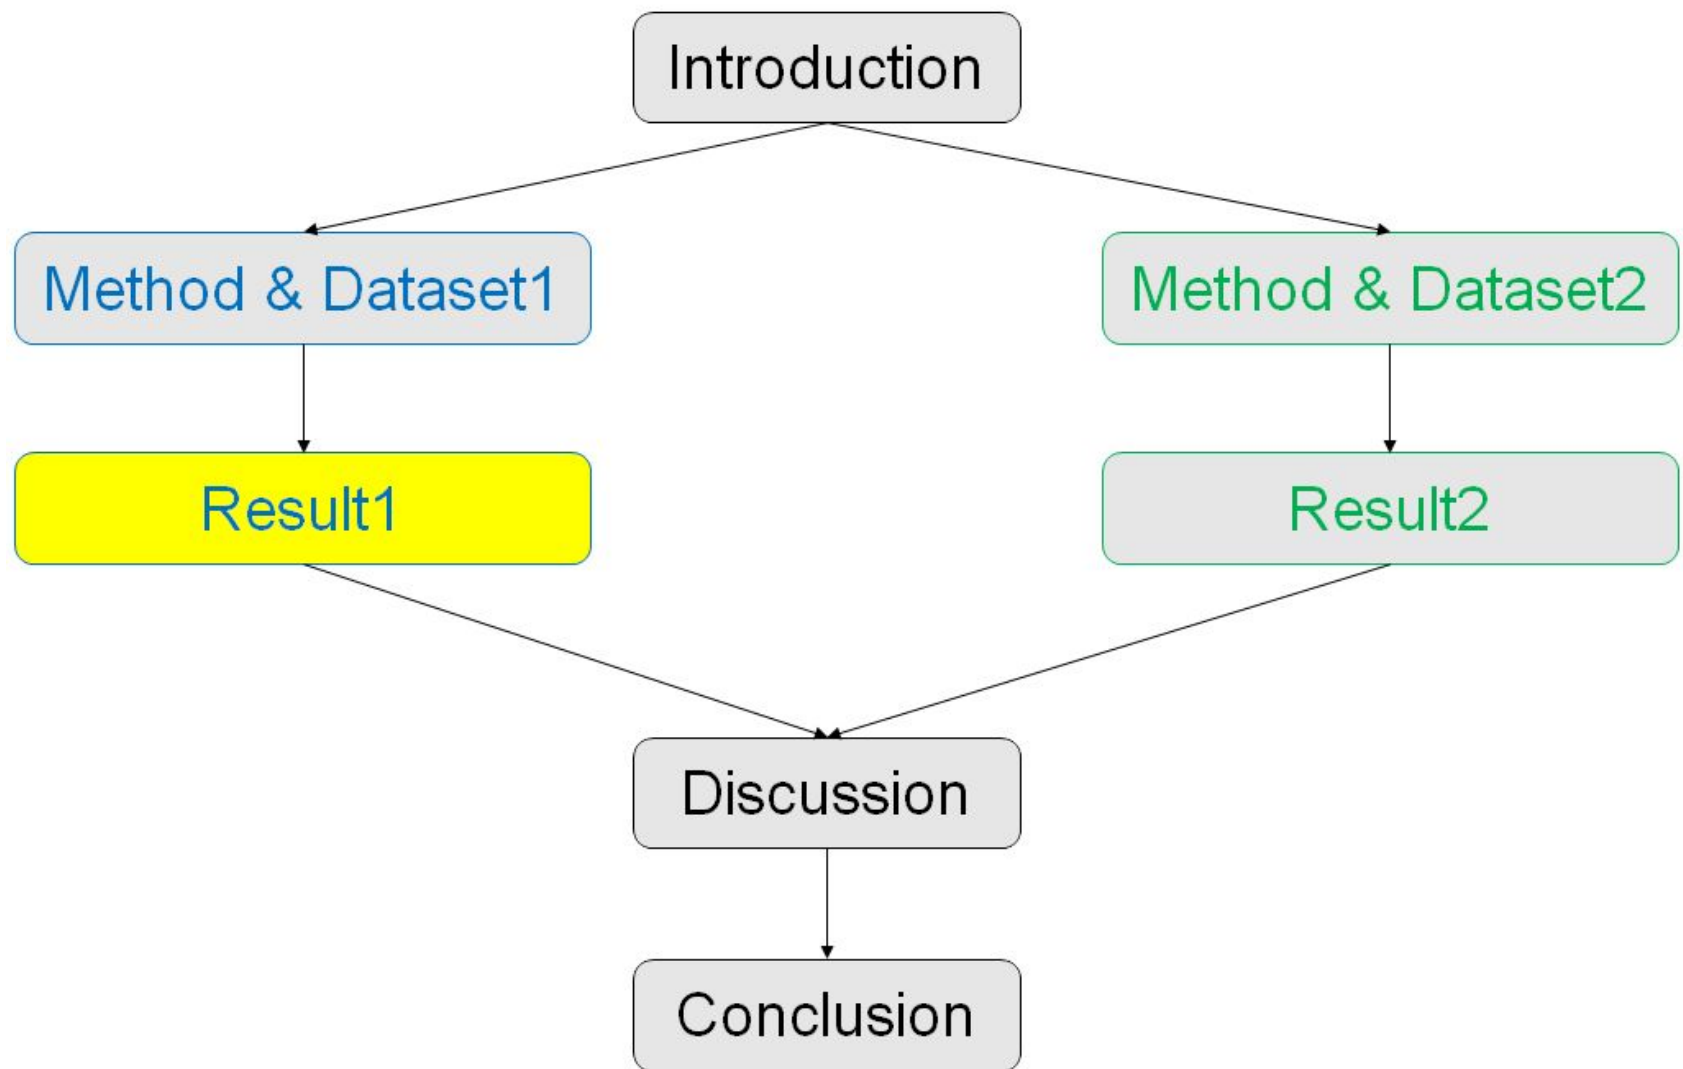 Introduction
Method & Dataset1
Method & Dataset2
Result1
Result2
Discussion
Conclusion